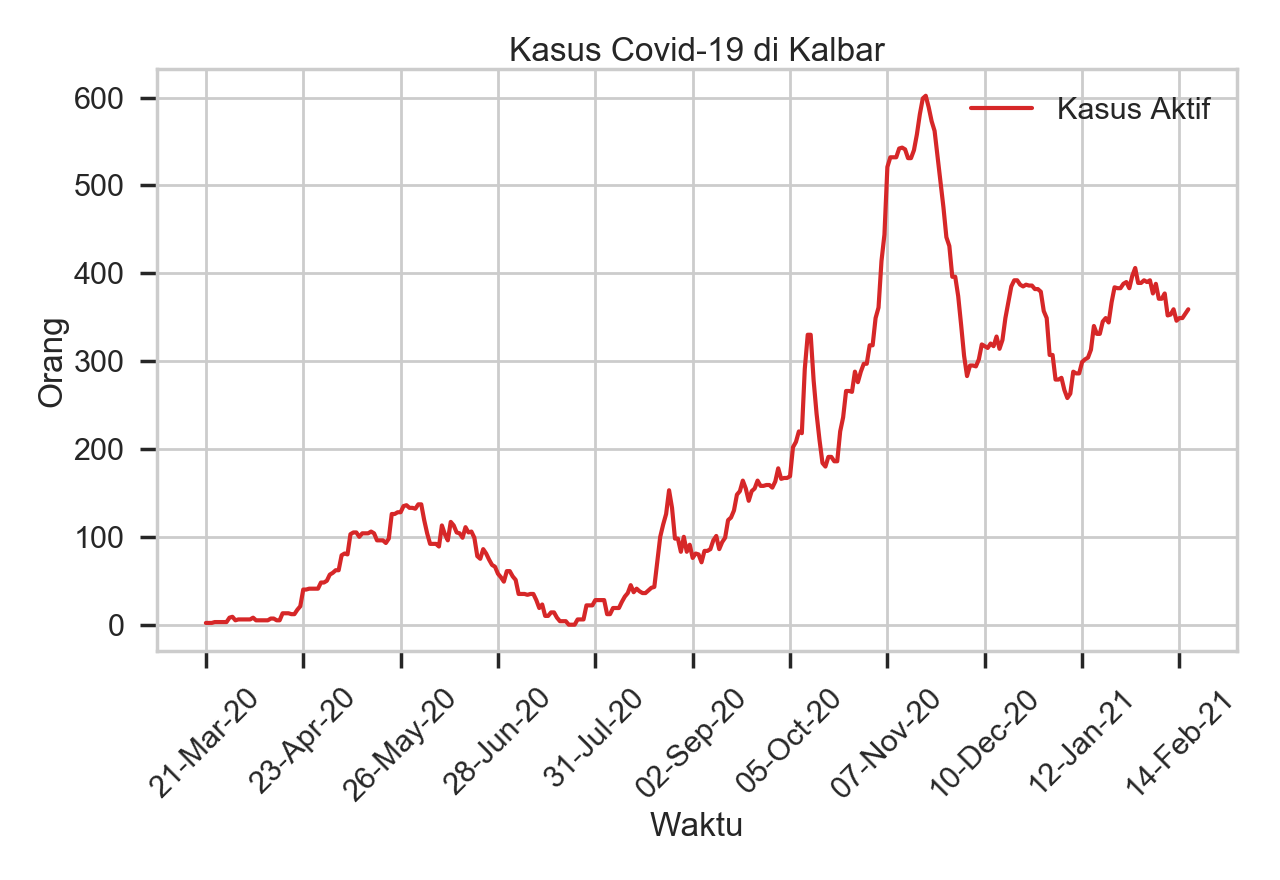 Kasus Covid-19 di Kalbar
Kasus Aktif
600
500
400
300
200
100
0
Orang
21-Mar-20
23-Apr-20
26-May-20
28-Jun-20
31-Jul-20
02-Sep-20
05-Oct-20
07-Nov-20
10-Dec-20
12-Jan-21
14-Feb-21
Waktu